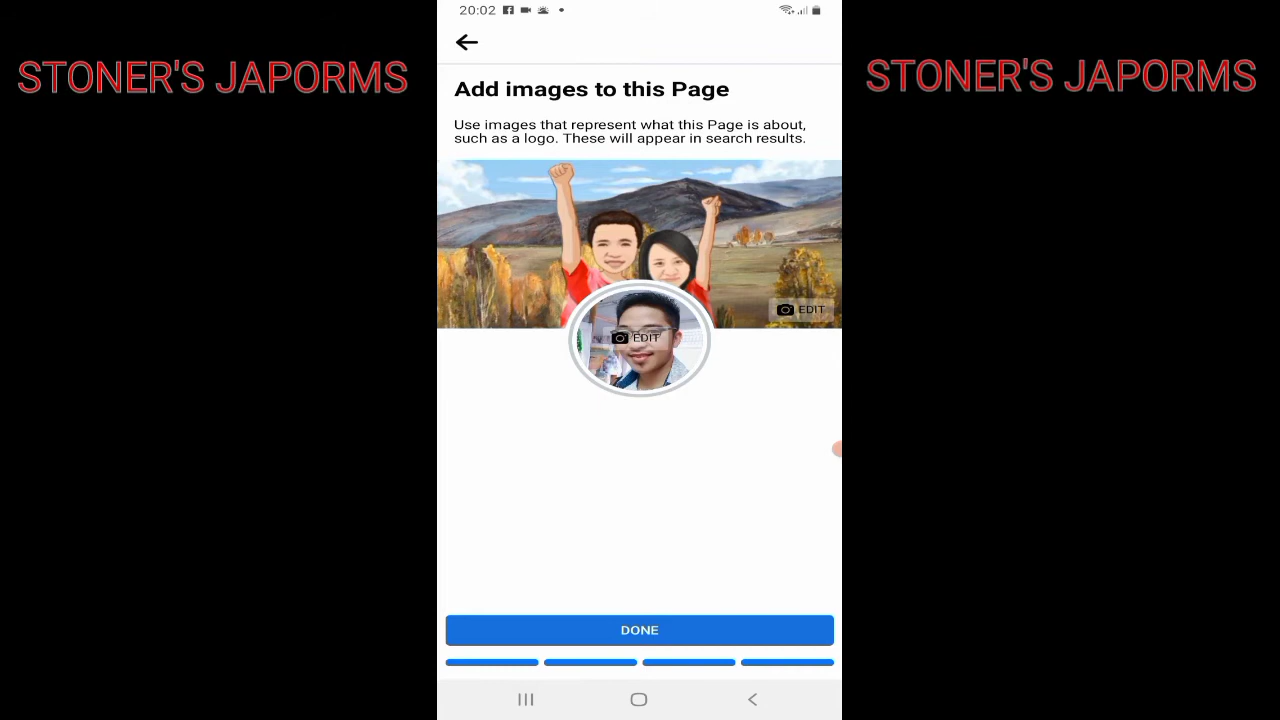 20:02
STONER'S JAPORMS
STONER'S JAPORMS
Add images to this Page
Use images that represent what this Page is about,
such as a logo. These will appear in search results.
EDIT
EDIT
DONE